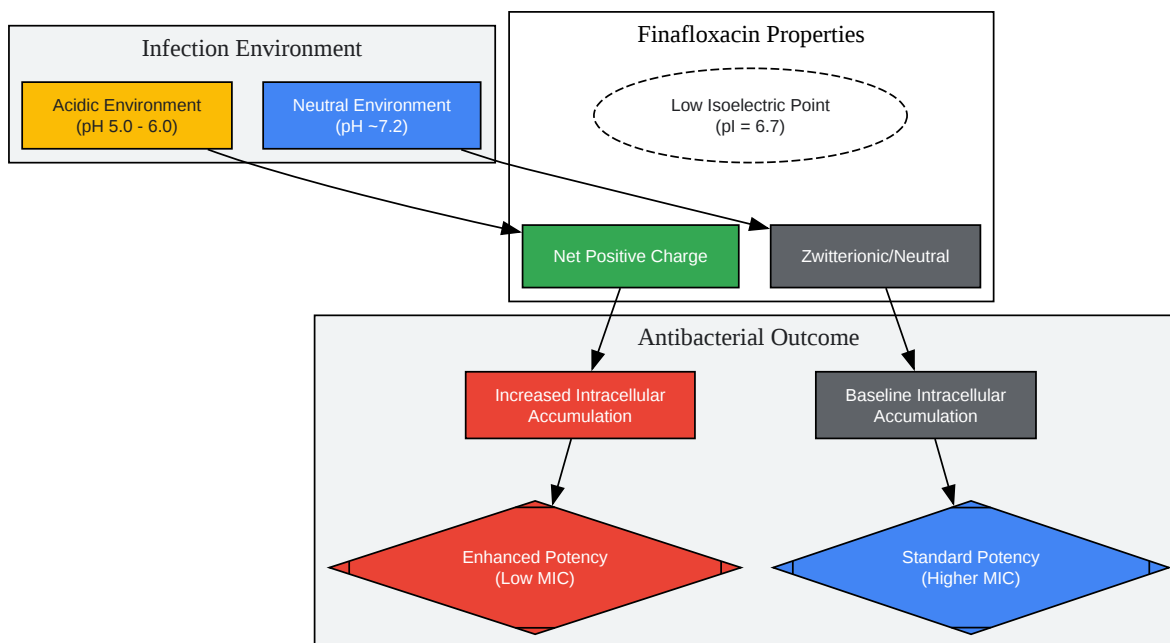 Infection Environment
Acidic Environment
(pH 5.0 - 6.0)
Neutral Environment
(pH ~7.2)
Finafloxacin Properties
Low Isoelectric Point
(pI = 6.7)
Net Positive Charge
Zwitterionic/Neutral
Antibacterial Outcome
Increased Intracellular
Accumulation
Baseline Intracellular
Accumulation
Enhanced Potency
(Low MIC)
Standard Potency
(Higher MIC)